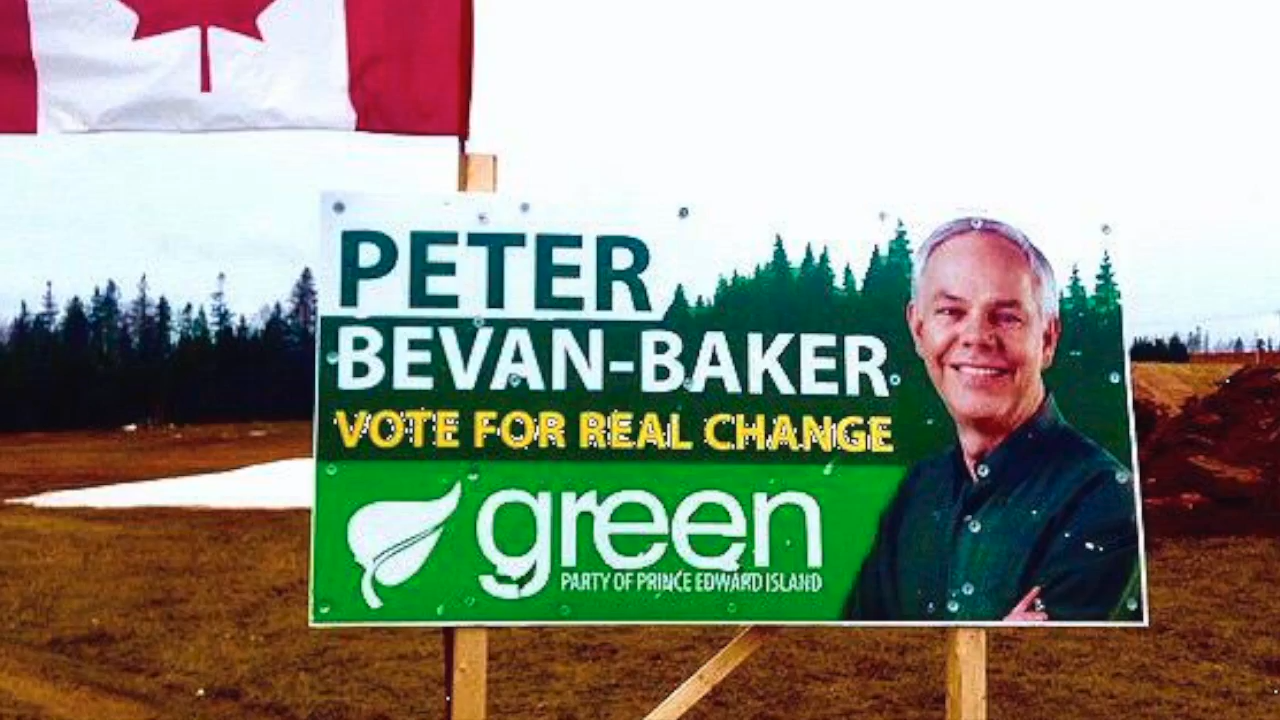 PETER
BEVAN-BAKER
VOTE FOR REAL CHANGE
green
PARTY OF PRINCE EDWARD ISLAND